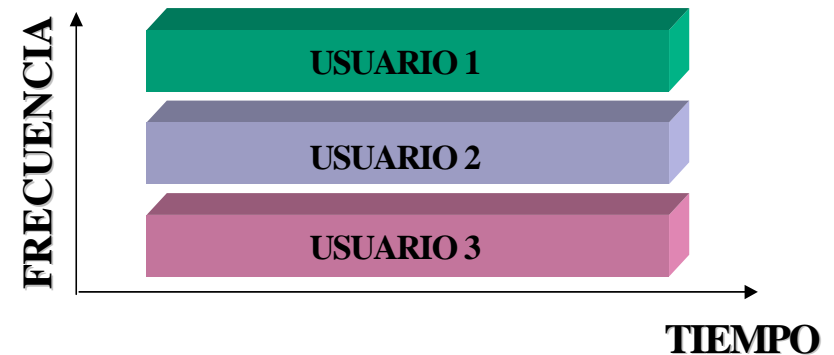 FRECUENCIA
USUARIO 1
USUARIO 2
USUARIO 3
TIEMPO